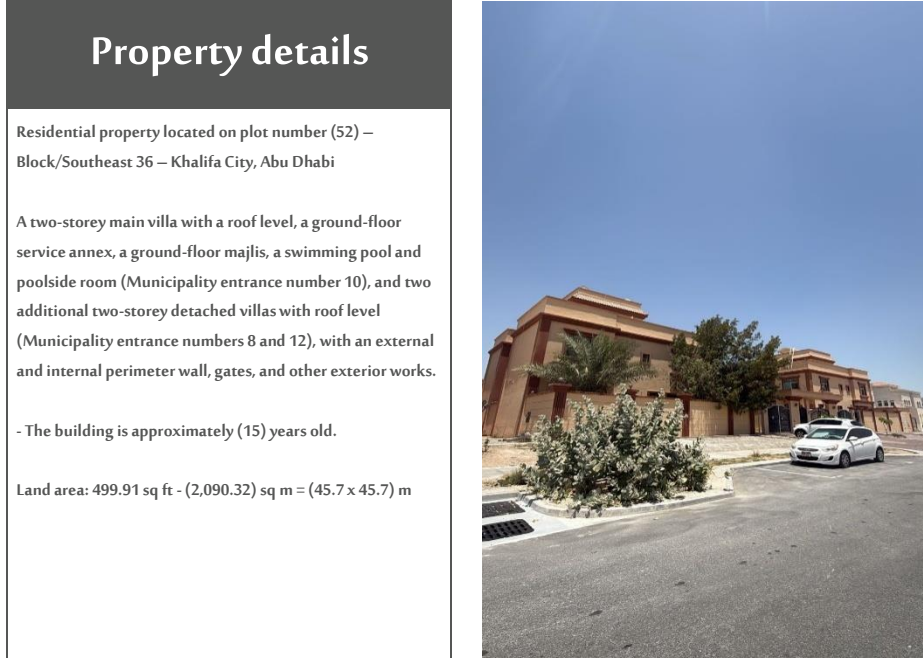 Property details
Residential property located on plot number (52) –
Block/Southeast 36 – Khalifa City, Abu Dhabi
A two-storey main villa with a roof level, a ground-floor
service annex, a ground-floor majlis, a swimming pool and
poolside room (Municipality entrance number 10), and two
additional two-storey detached villas with roof level
(Municipality entrance numbers 8 and 12), with an external
and internal perimeter wall, gates, and other exterior works.
- The building is approximately (15) years old.
Land area: 499.91 sq ft - (2,090.32) sq m = (45.7 x 45.7) m